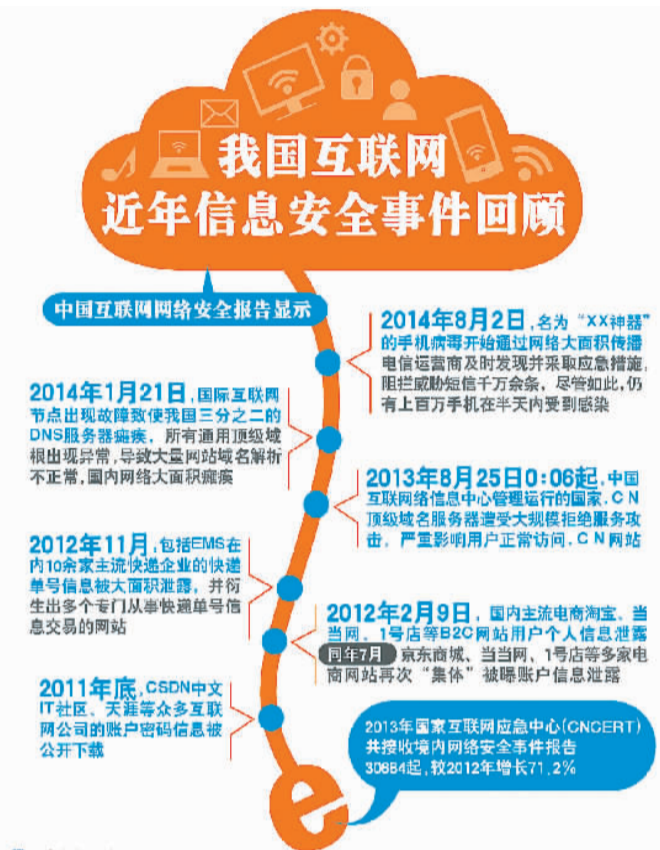 我国互联网
近年信息安全事件回顾
中国互联网网络安全报告显示
2014年8月2日,名为“XX神器”
的手机病毒开始通过网络大面积传播
电信运营商及时发现并采取应急措施,
阻拦威胁短信千万余条,尽管如此,仍
有上百万手机在半天内受到感染
2014年1月21日,国际互联网
节点出现故障致使我国三分之二的
DNS服务器瘫痪,所有通用顶级域
根出现异常,导致大量网站域名解析
不正常,国内网络大面积瘫痪
2013年8月25日0:06起,中国
互联网络信息中心管理运行的国家.CN
顶级域名服务器遭受大规模拒绝服务攻
击,严重影响用户正常访问.CN网站
2012年11月,包括EMS在
内10余家主流快递企业的快递
单号信息被大面积泄露,并衍
生出多个专门从事快递单号信
息交易的网站
2012年2月9日,国内主流电商淘宝、当
当网、1号店等B2C网站用户个人信息泄露
同年7月 京东商城、当当网、1号店等多家电
商网站再次“集体”被曝账户信息泄露
2011年底,CSDN中文
IT社区、天涯等众多互联
网公司的账户密码信息被
公开下载
2013年国家互联网应急中心(CNCERT)
共接收境内网络安全事件报告
30664起,较2012年增长71.2%
e